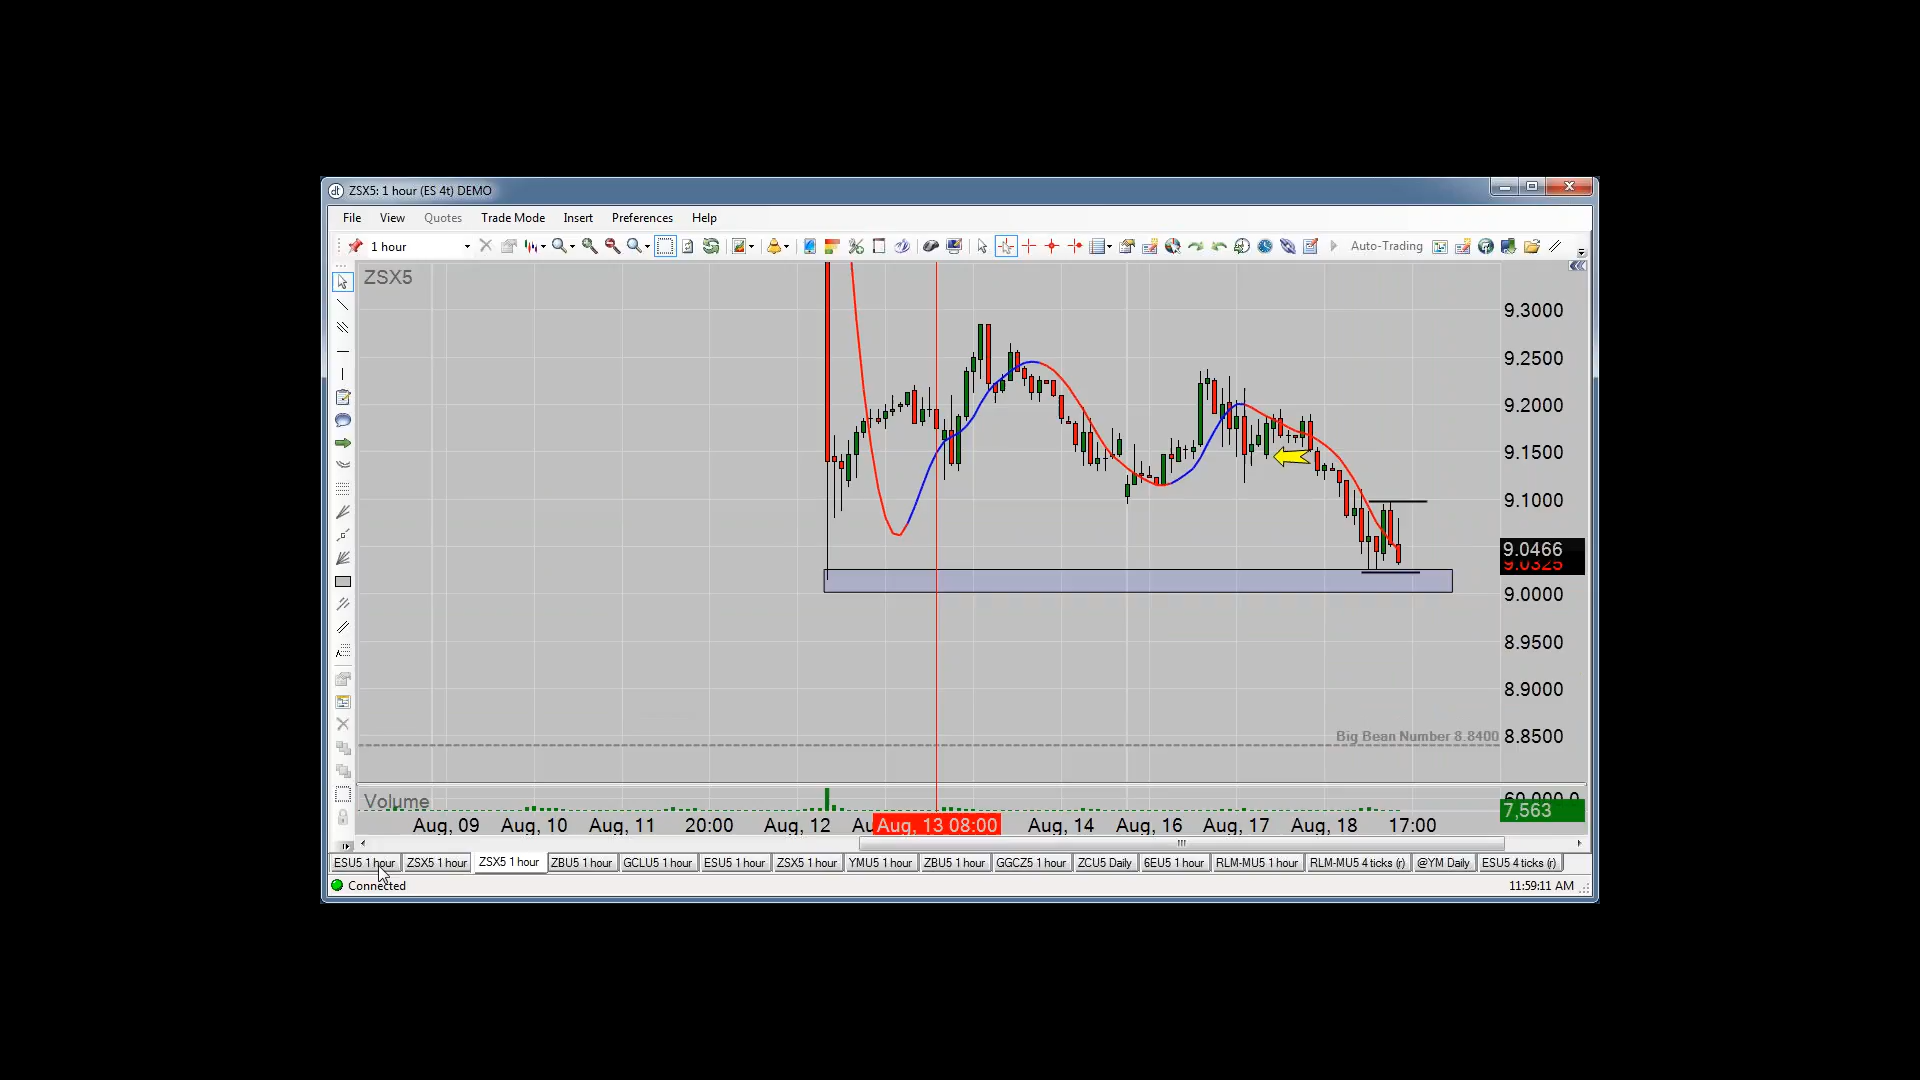 ZSX5: 1 hour (ES 4t) DEMO
File View Quotes Trade Mode Insert Preferences Help
1 hour Auto-Trading
ZSX5
9.3000
9.2500
9.2000
9.1500
9.1000
9.0466
9.0325
9.0000
8.9500
8.9000
Big Bean Number 8.8400
8.8500
Volume
60,000.0
7,563
Aug, 09 Aug, 10 Aug, 11 20:00 Aug, 12 Au Aug, 13 08:00 Aug, 14 Aug, 16 Aug, 17 Aug, 18 17:00
ESU5 1 hour ZSX5 1 hour ZSX5 1 hour ZBU5 1 hour GCLU5 1 hour ESU5 1 hour ZSX5 1 hour YMU5 1 hour ZBU5 1 hour GGCZ5 1 hour ZCU5 Daily 6EU5 1 hour RLM-MU5 1 hour RLM-MU5 4 ticks (r) @YM Daily ESU5 4 ticks (r)
Connected 11:59:11 AM